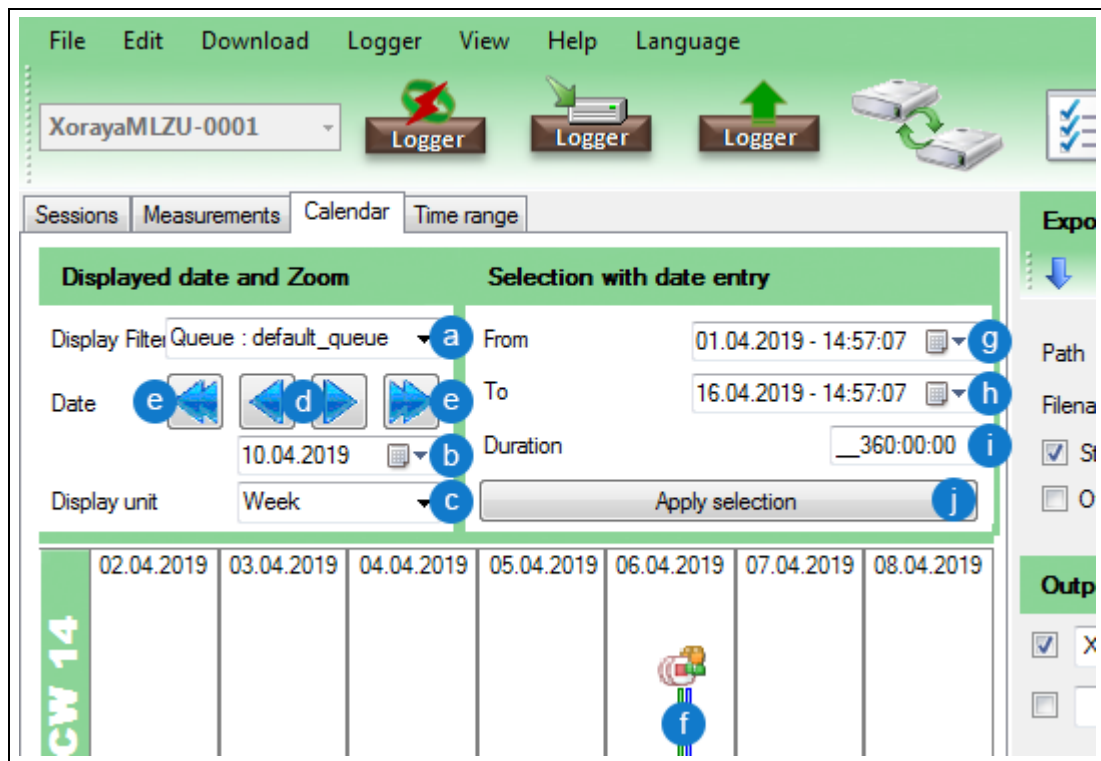 File Edit Download Logger View Help Language
XorayaMLZU-0001
Logger Logger Logger
Sessions Measurements Calendar Time range
Expo
Displayed date and Zoom
Selection with date entry
Display Filter Queue : default_queue a
From 01.04.2019 - 14:57:07 g
Path
Date e d e
To 16.04.2019 - 14:57:07 h
Filena
10.04.2019 b
Duration __360:00:00 i
St
Display unit Week c
Apply selection j
O
02.04.2019 03.04.2019 04.04.2019 05.04.2019 06.04.2019 07.04.2019 08.04.2019
Outp
CW 14
X
f